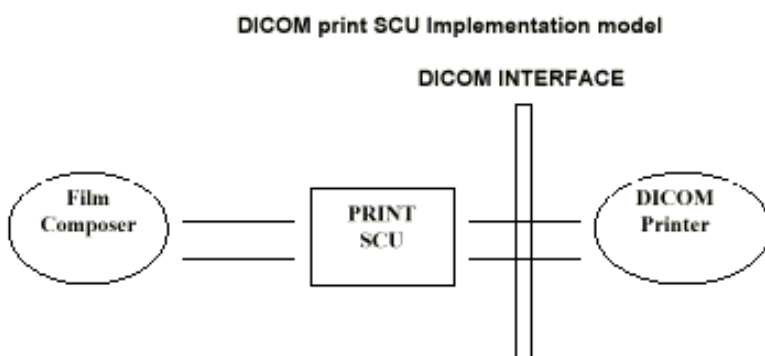 DICOM print SCU Implementation model
DICOM INTERFACE
Film
Composer
PRINT
SCU
DICOM
Printer